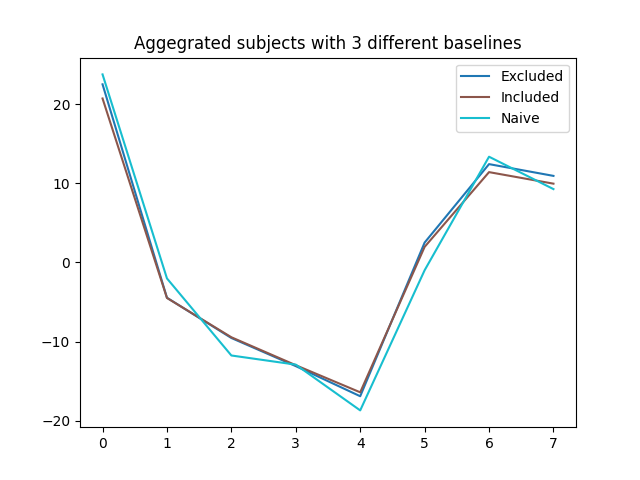 Aggegrated subjects with 3 different baselines
Excluded
Included
Naive
20
10
0
−10
−20
0 1 2 3 4 5 6 7